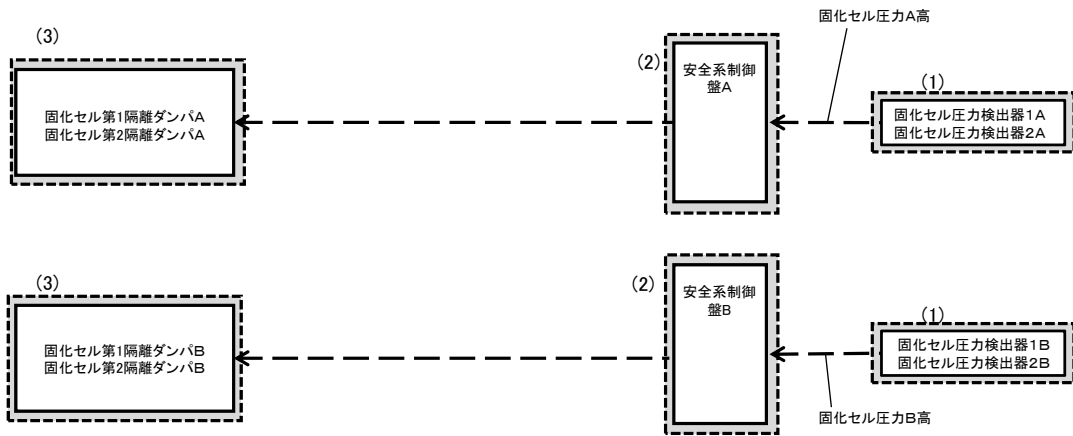 固化セル圧力A高
(3)
(2)
安全系制御
盤A
(1)
固化セル第1隔離ダンパA
固化セル第2隔離ダンパA
固化セル圧力検出器1A
固化セル圧力検出器2A
(3)
(2)
安全系制御
盤B
(1)
固化セル第1隔離ダンパB
固化セル第2隔離ダンパB
固化セル圧力検出器1B
固化セル圧力検出器2B
固化セル圧力B高